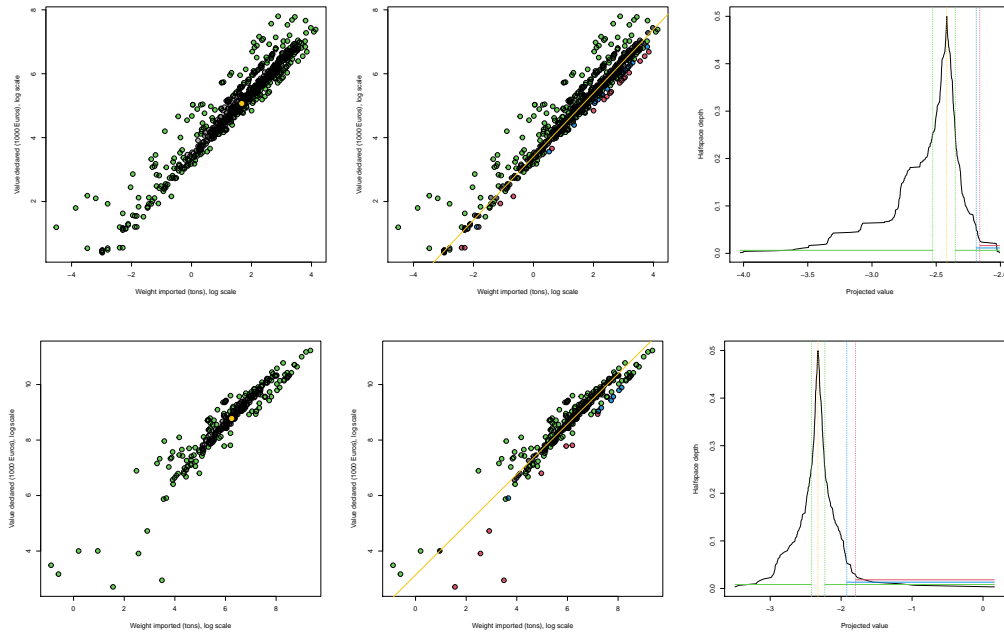 Value declared (1000 Euros), log scale
8
6
4
2
−4 −2 0 2 4
Weight imported (tons), log scale
Value declared (1000 Euros), log scale
8
6
4
2
−4 −2 0 2 4
Weight imported (tons), log scale
Halfspace depth
0.5
0.4
0.3
0.2
0.1
0.0
−4.0 −3.5 −3.0 −2.5 −2.0
Projected value
Value declared (1000 Euros), log scale
10
8
6
4
0 2 4 6 8
Weight imported (tons), log scale
Value declared (1000 Euros), log scale
10
8
6
4
0 2 4 6 8
Weight imported (tons), log scale
Halfspace depth
0.5
0.4
0.3
0.2
0.1
0.0
−3 −2 −1 0
Projected value